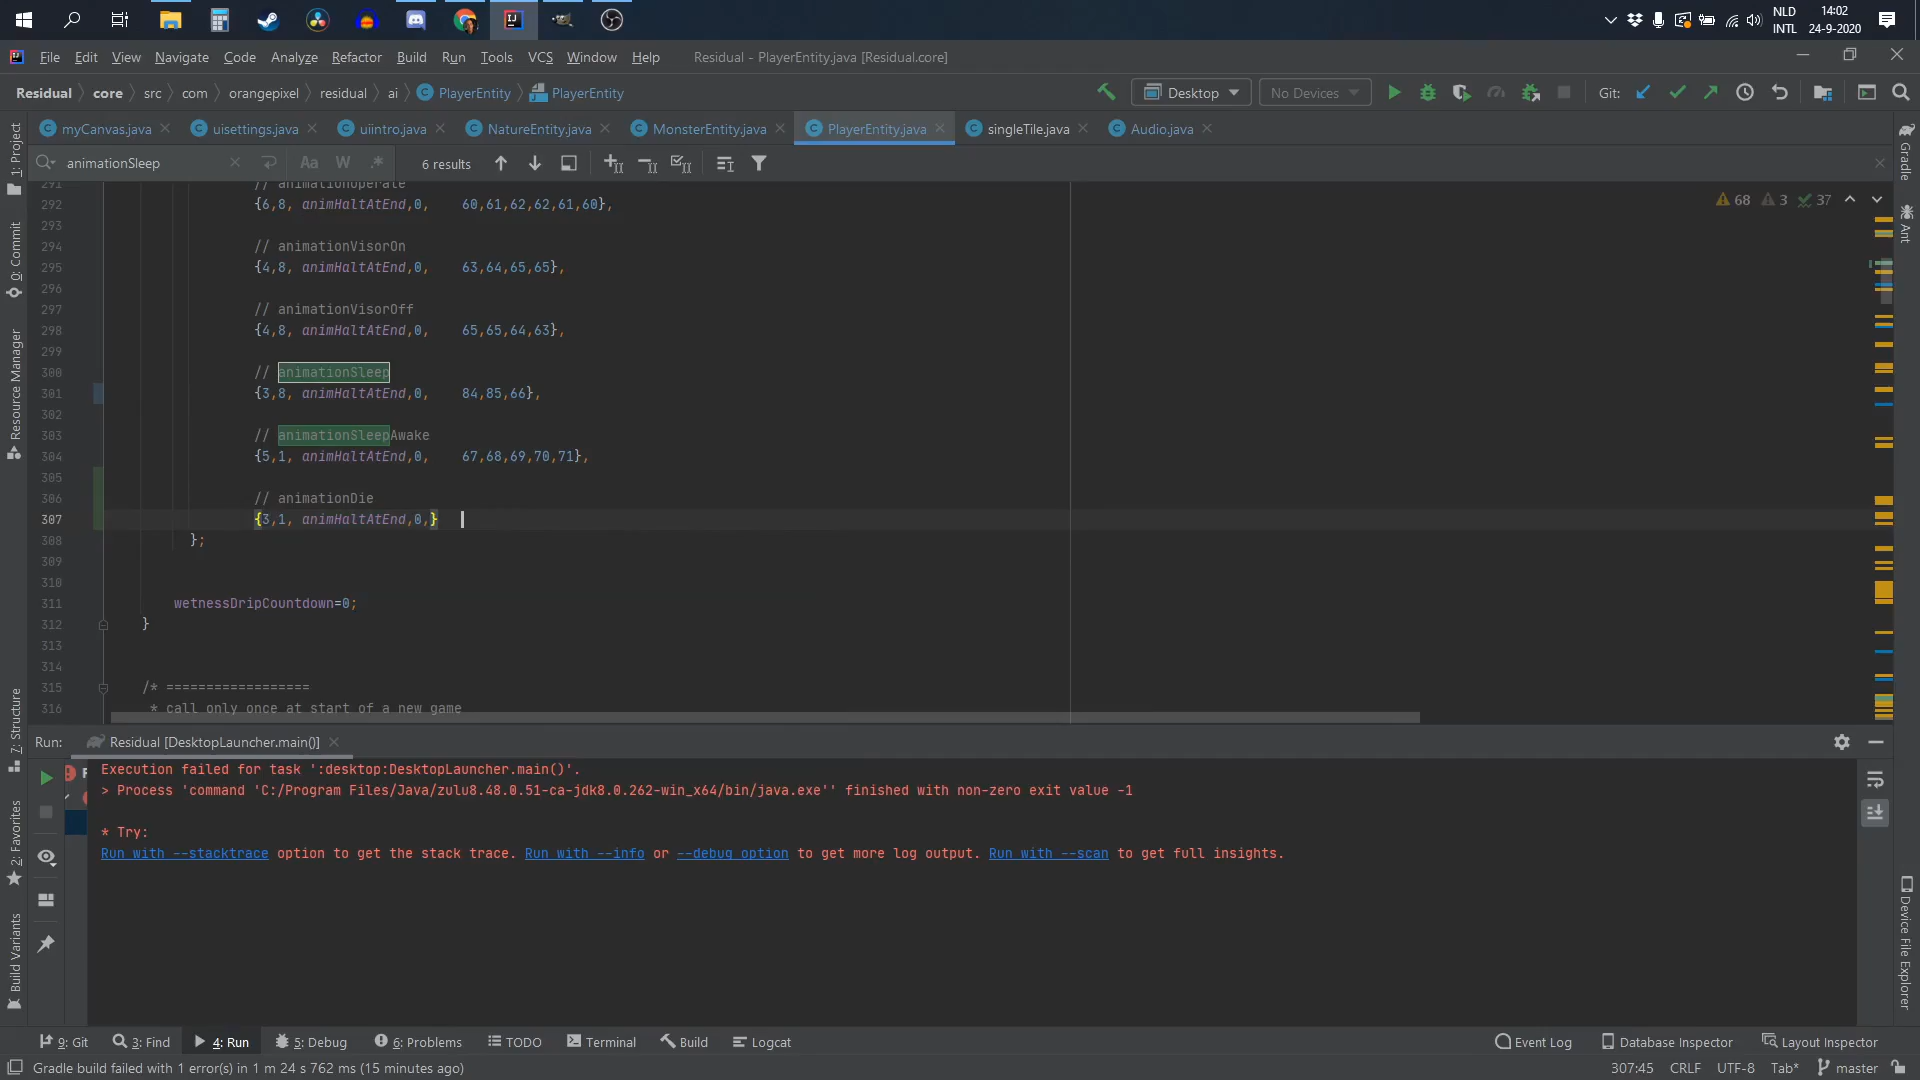 NLD
INTL
14:02
24-9-2020
File Edit View Navigate Code Analyze Refactor Build Run Tools VCS Window Help Residual - PlayerEntity.java [Residual.core]
Residual core src com orangepixel residual ai PlayerEntity PlayerEntity Desktop No Devices Git:
myCanvas.java uisettings.java uiintro.java NatureEntity.java MonsterEntity.java PlayerEntity.java singleTile.java Audio.java
animationSleep Aa W .* 6 results
68 3 37
291 // animationOperate
292 {6,8, animHaltAtEnd,0, 60,61,62,62,61,60},
293
294 // animationVisorOn
295 {4,8, animHaltAtEnd,0, 63,64,65,65},
296
297 // animationVisorOff
298 {4,8, animHaltAtEnd,0, 65,65,64,63},
299
300 // animationSleep
301 {3,8, animHaltAtEnd,0, 84,85,66},
302
303 // animationSleepAwake
304 {5,1, animHaltAtEnd,0, 67,68,69,70,71},
305
306 // animationDie
307 {3,1, animHaltAtEnd,0,}
308 };
309
310
311 wetnessDripCountdown=0;
312 }
313
314
315 /* ==================
316 * call only once at start of a new game
1: Project
0: Commit
Resource Manager
7: Structure
2: Favorites
Build Variants
Gradle
Ant
Device File Explorer
Run: Residual [DesktopLauncher.main()]
Execution failed for task ':desktop:DesktopLauncher.main()'.
> Process 'command 'C:/Program Files/Java/zulu8.48.0.51-ca-jdk8.0.262-win_x64/bin/java.exe'' finished with non-zero exit value -1
* Try:
Run with --stacktrace option to get the stack trace. Run with --info or --debug option to get more log output. Run with --scan to get full insights.
9: Git 3: Find 4: Run 5: Debug 6: Problems TODO Terminal Build Logcat Event Log Database Inspector Layout Inspector
Gradle build failed with 1 error(s) in 1 m 24 s 762 ms (15 minutes ago) 307:45 CRLF UTF-8 Tab* master